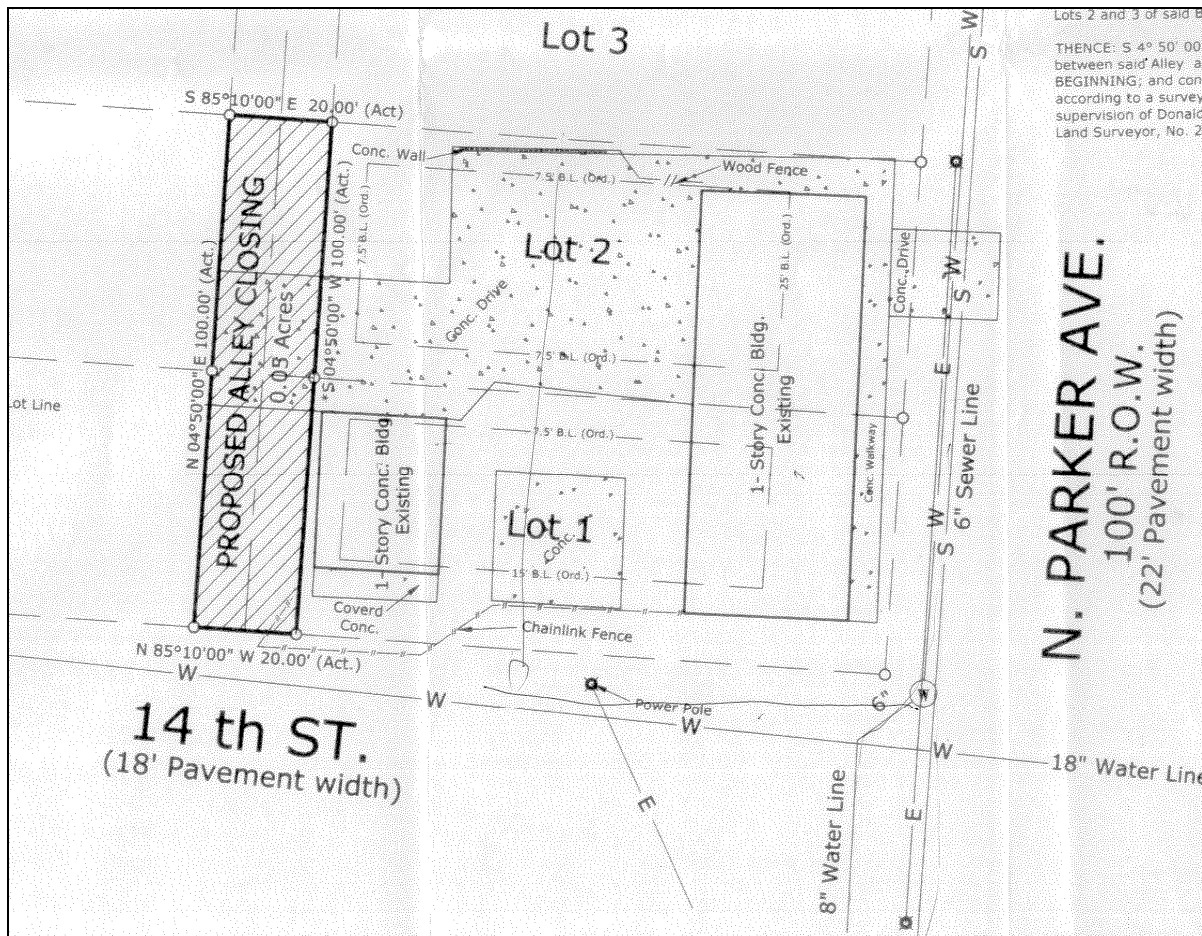 Lot 3
Lots 2 and 3 of said B
THENCE: S 4° 50' 00
between said Alley a
BEGINNING; and con
according to a survey
supervision of Donald
Land Surveyor, No. 2
S 85°10'00" E 20.00' (Act)
Conc. Wall
Wood Fence
7.5' B.L. (Ord.)
7.5' B.L. (Ord.)
S 04°50'00" W 100.00' (Act.)
N 04°50'00" E 100.00' (Act.)
PROPOSED ALLEY CLOSING
0.05 Acres
Lot 2
Conc. Drive
25' B.L. (Ord.)
Conc. Drive
7.5' B.L. (Ord.)
1- Story Conc. Bldg.
Existing
Lot Line
7.5' B.L. (Ord.)
1- Story Conc. Bldg.
Existing
Lot 1
Conc.
15' B.L. (Ord.)
Conc. Walkway
6" Sewer Line
N. PARKER AVE.
100' R.O.W.
(22' Pavement width)
Coverd
Conc.
Chainlink Fence
N 85°10'00" W 20.00' (Act.)
Power Pole
6"
W
W
W
W
W
14 th ST.
(18' Pavement width)
18" Water Line
8" Water Line
E
E
E
S
W
S
W
S
W
S